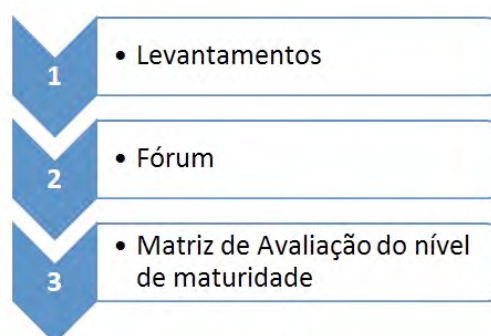 1
• Levantamentos
2
• Fórum
3
• Matriz de Avaliação do nível
de maturidade